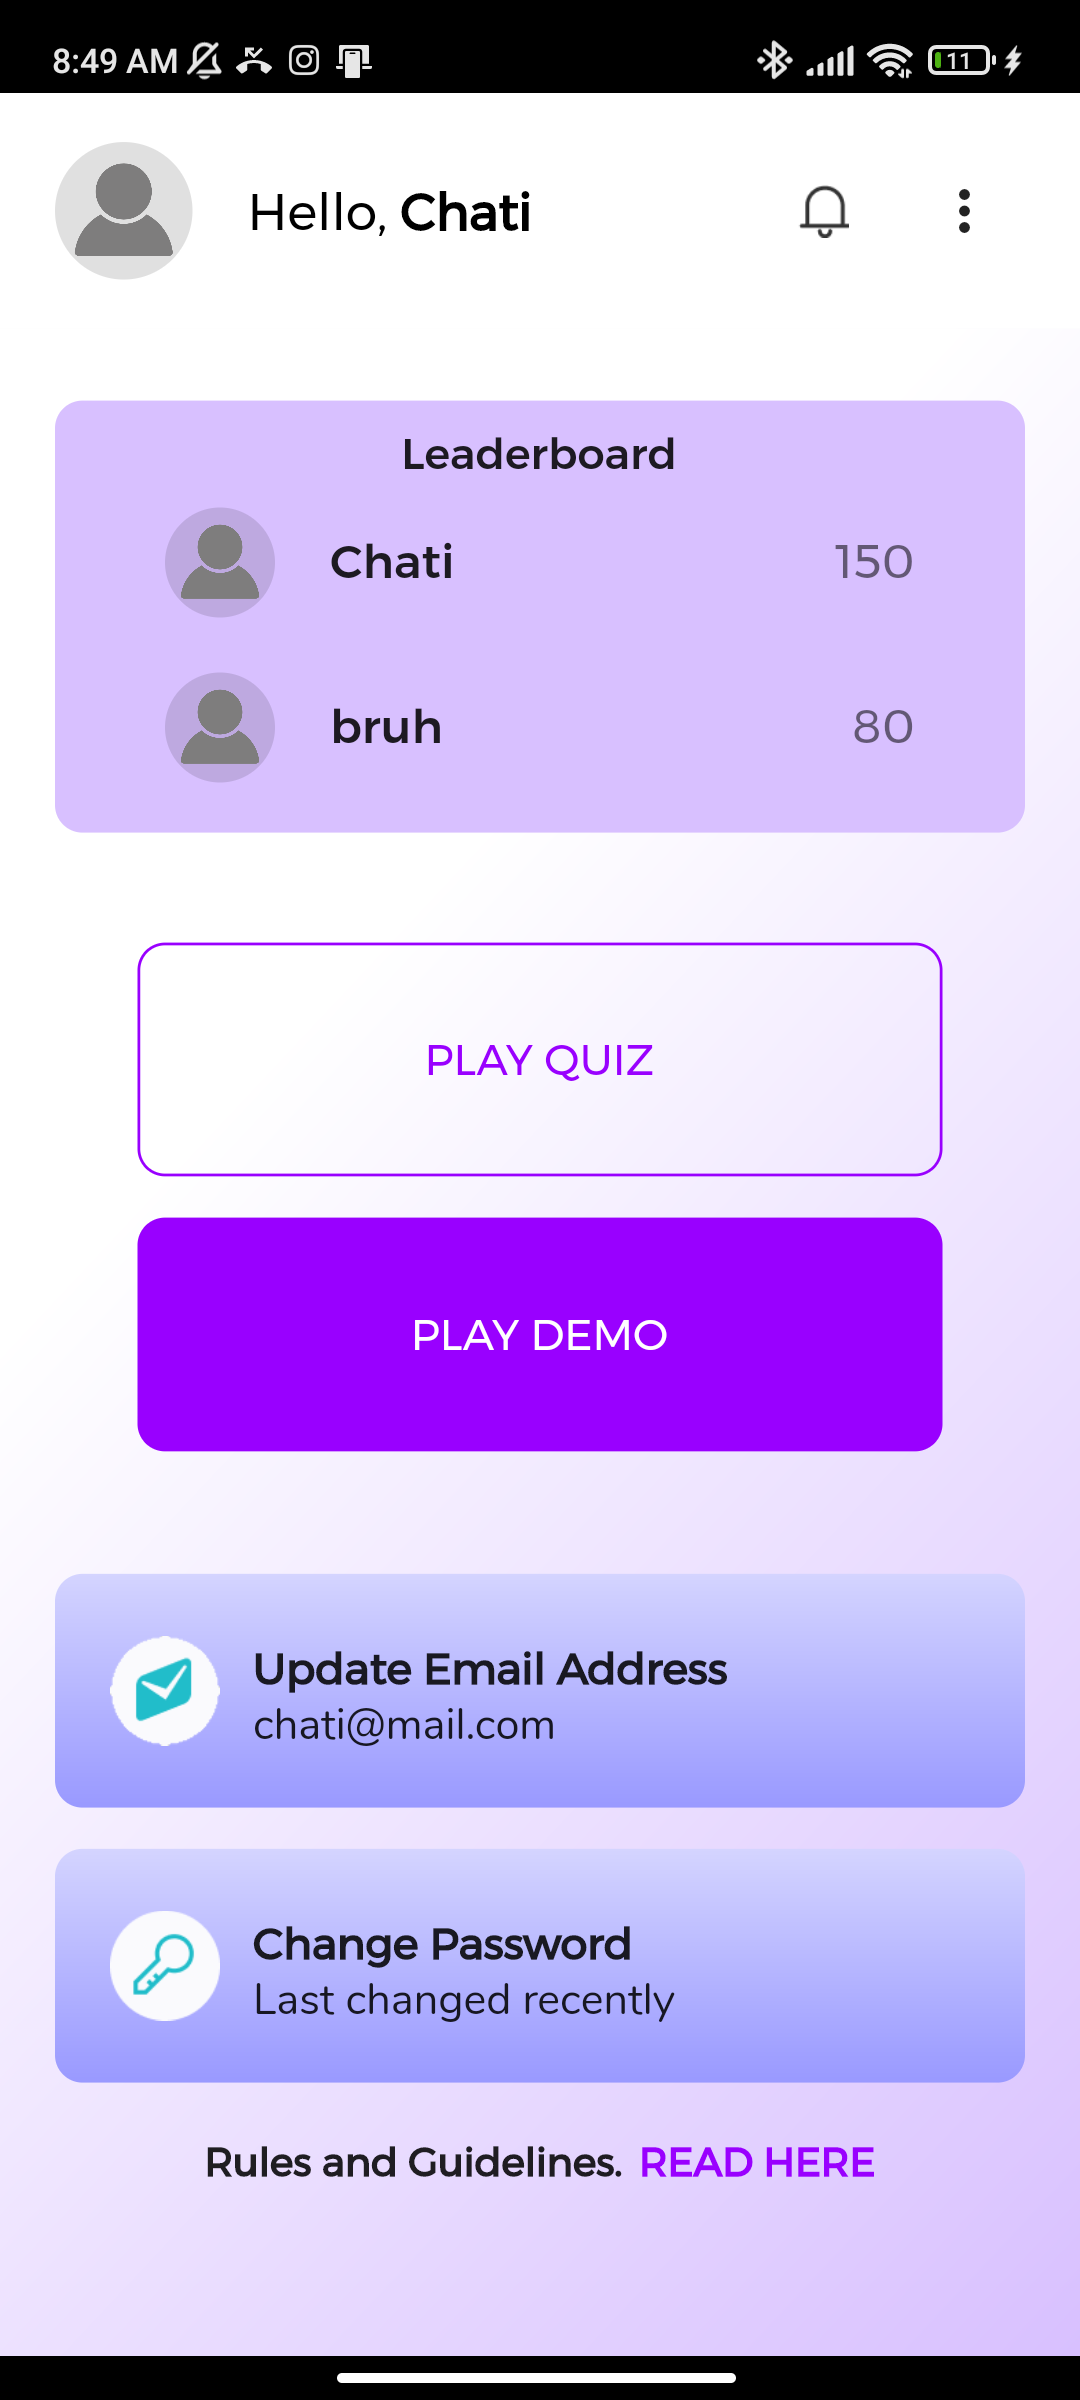 8:49 AM 11
Hello, Chati
Leaderboard
Chati 150
bruh 80
PLAY QUIZ
PLAY DEMO
Update Email Address
chati@mail.com
Change Password
Last changed recently
Rules and Guidelines. READ HERE